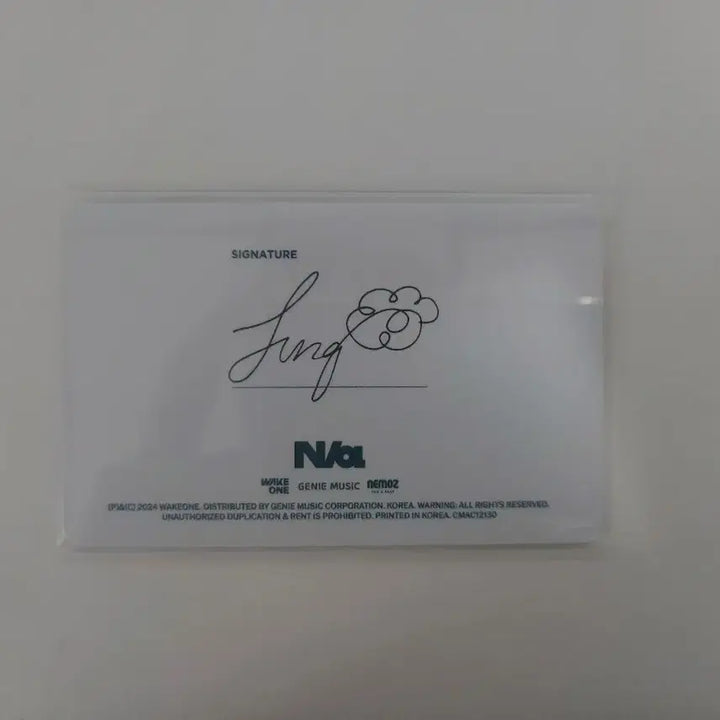 SIGNATURE
Jung
N/a
WAKE ONE GENIE MUSIC NEMOZ
(P)&(C) 2024 WAKEONE. DISTRIBUTED BY GENIE MUSIC CORPORATION, KOREA. WARNING: ALL RIGHTS RESERVED.
UNAUTHORIZED DUPLICATION & RENT IS PROHIBITED. PRINTED IN KOREA. CMAC12130